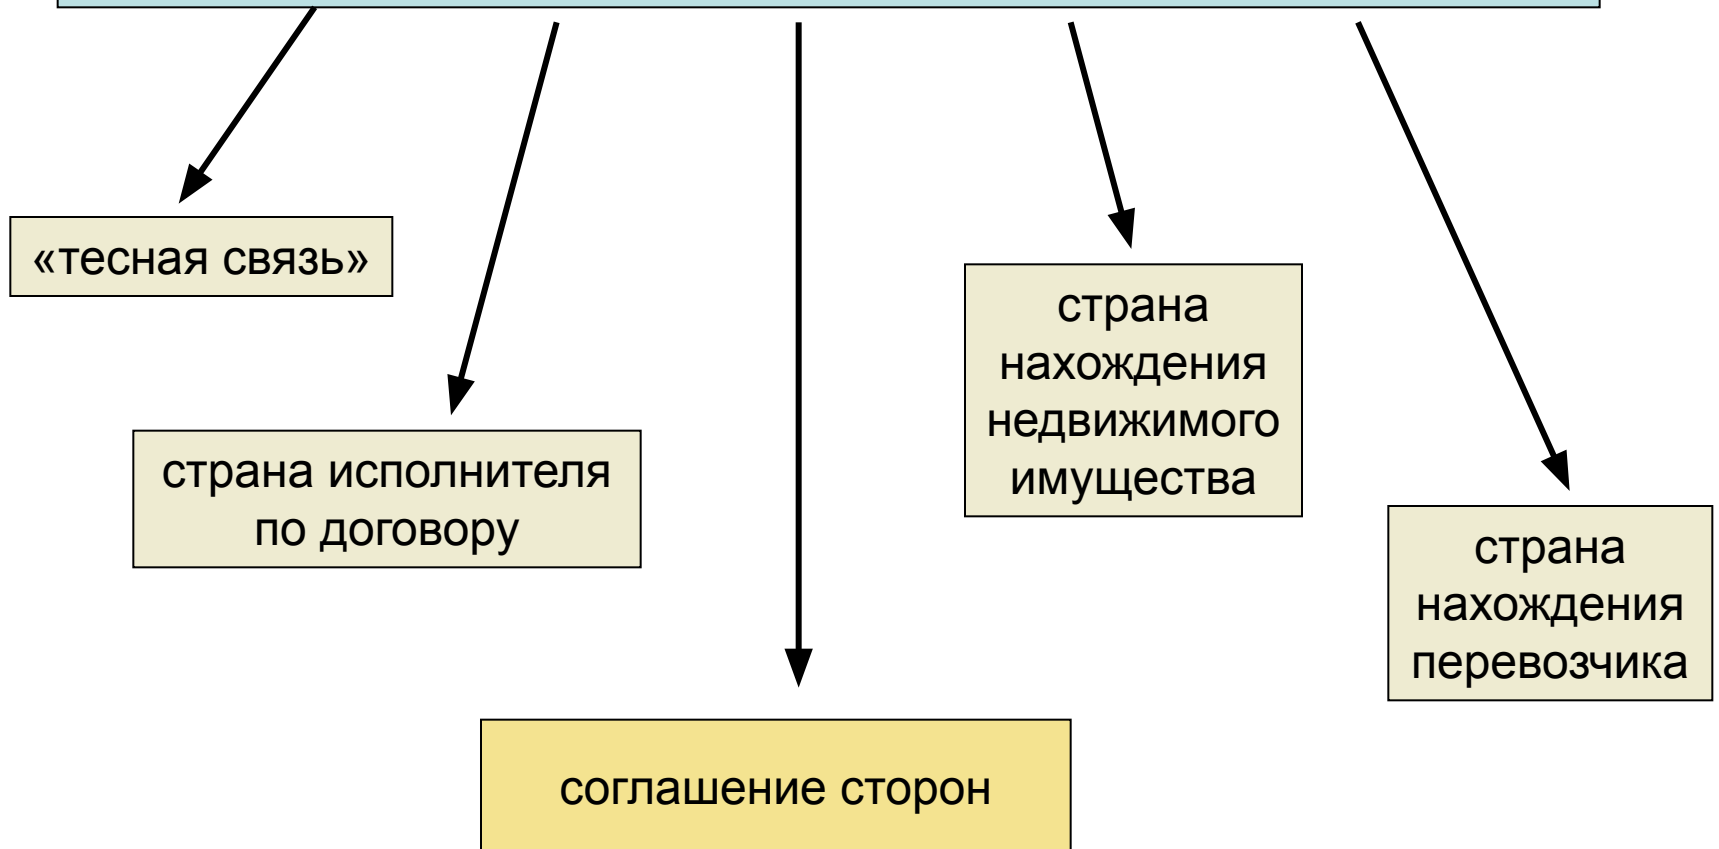 «тесная связь»
страна исполнителя
по договору
соглашение сторон
страна
нахождения
недвижимого
имущества
страна
нахождения
перевозчика